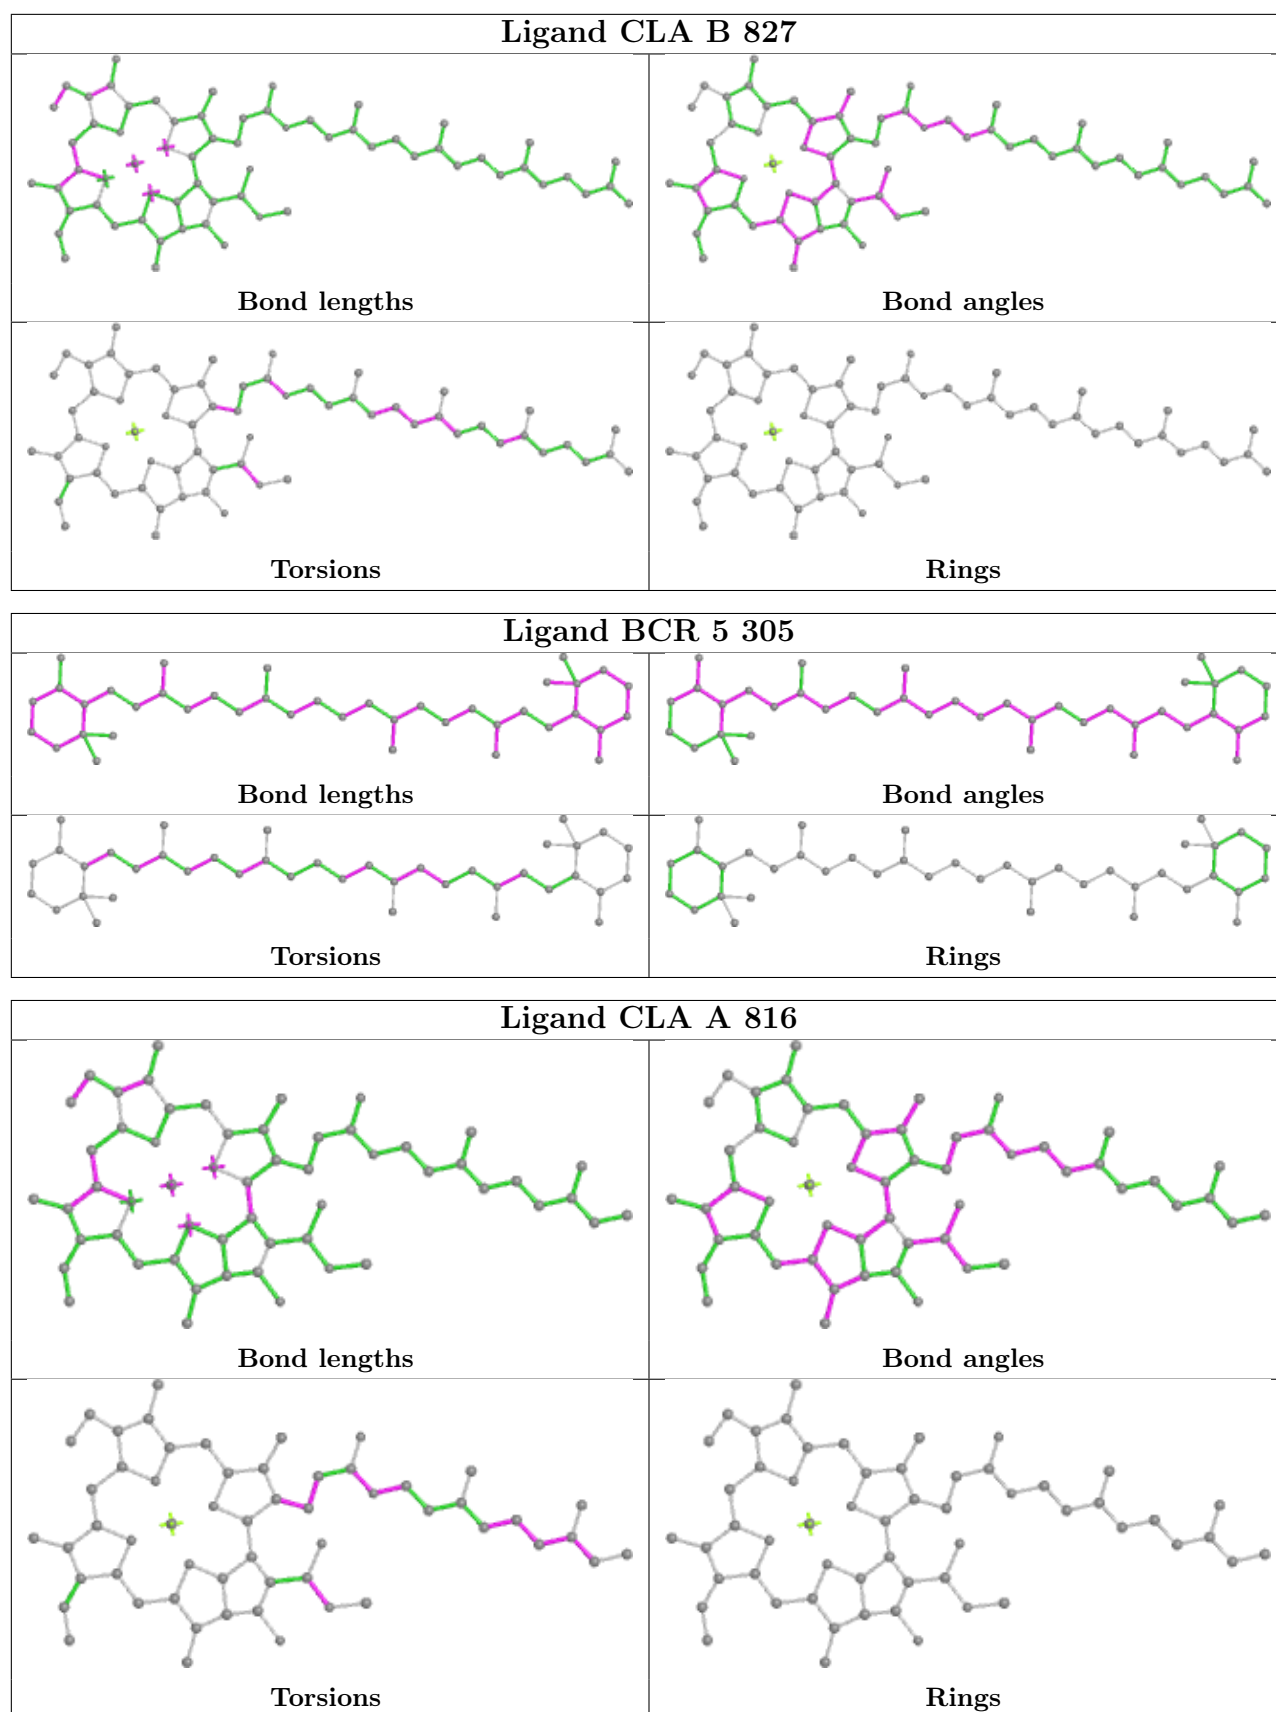 Ligand CLA B 827
Bond lengths
Bond angles
Torsions
Rings
Ligand BCR 5 305
Bond lengths
Bond angles
Torsions
Rings
Ligand CLA A 816
Bond lengths
Bond angles
Torsions
Rings